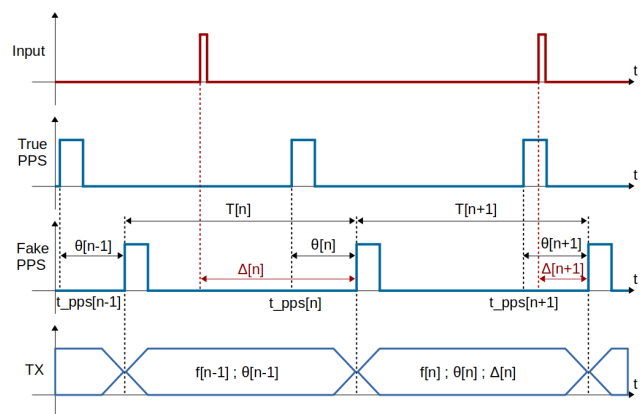 Input
t
True
PPS
t
T[n]
T[n+1]
Fake
PPS
θ[n-1]
Δ[n]
θ[n]
θ[n+1]
Δ[n+1]
t
t_pps[n-1]
t_pps[n]
t_pps[n+1]
TX
f[n-1] ; θ[n-1]
f[n] ; θ[n] ; Δ[n]
t